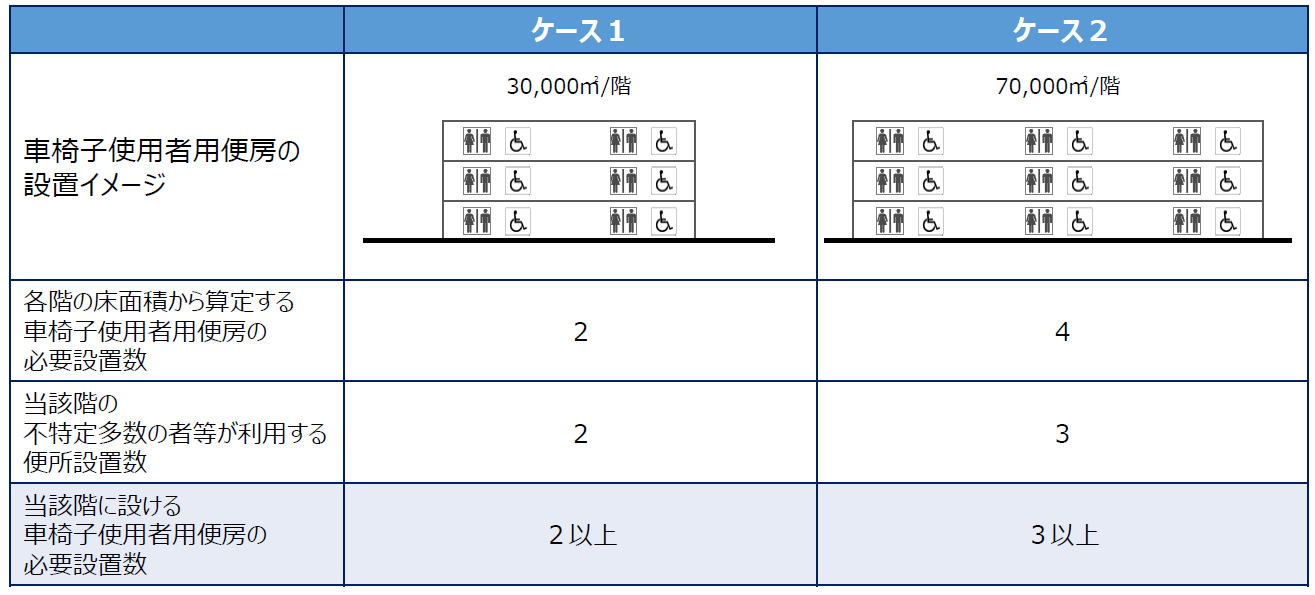 ケース１
ケース２
車椅子使用者用便房の
設置イメージ
30,000㎡/階
70,000㎡/階
各階の床面積から算定する
車椅子使用者用便房の
必要設置数
2
4
当該階の
不特定多数の者等が利用する
便所設置数
2
3
当該階に設ける
車椅子使用者用便房の
必要設置数
２以上
３以上